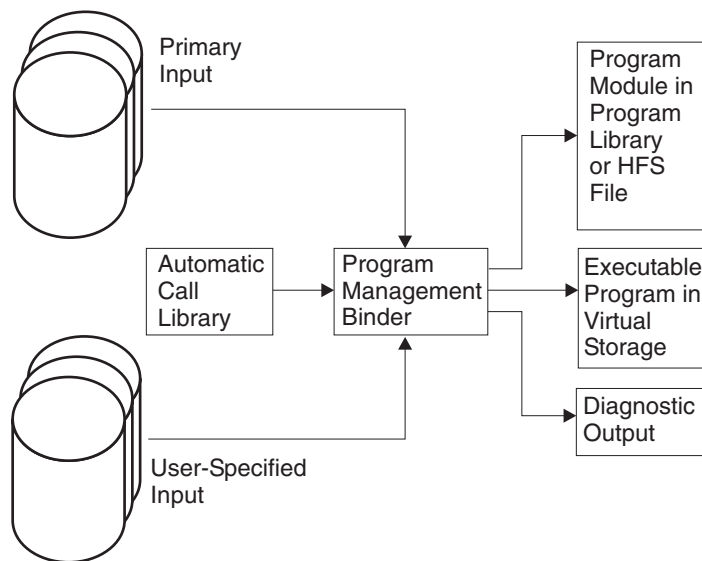 Primary
Input
Program
Module in
Program
Library
or HFS
File
Automatic
Call
Library
Program
Management
Binder
Executable
Program in
Virtual
Storage
Diagnostic
Output
User-Specified
Input